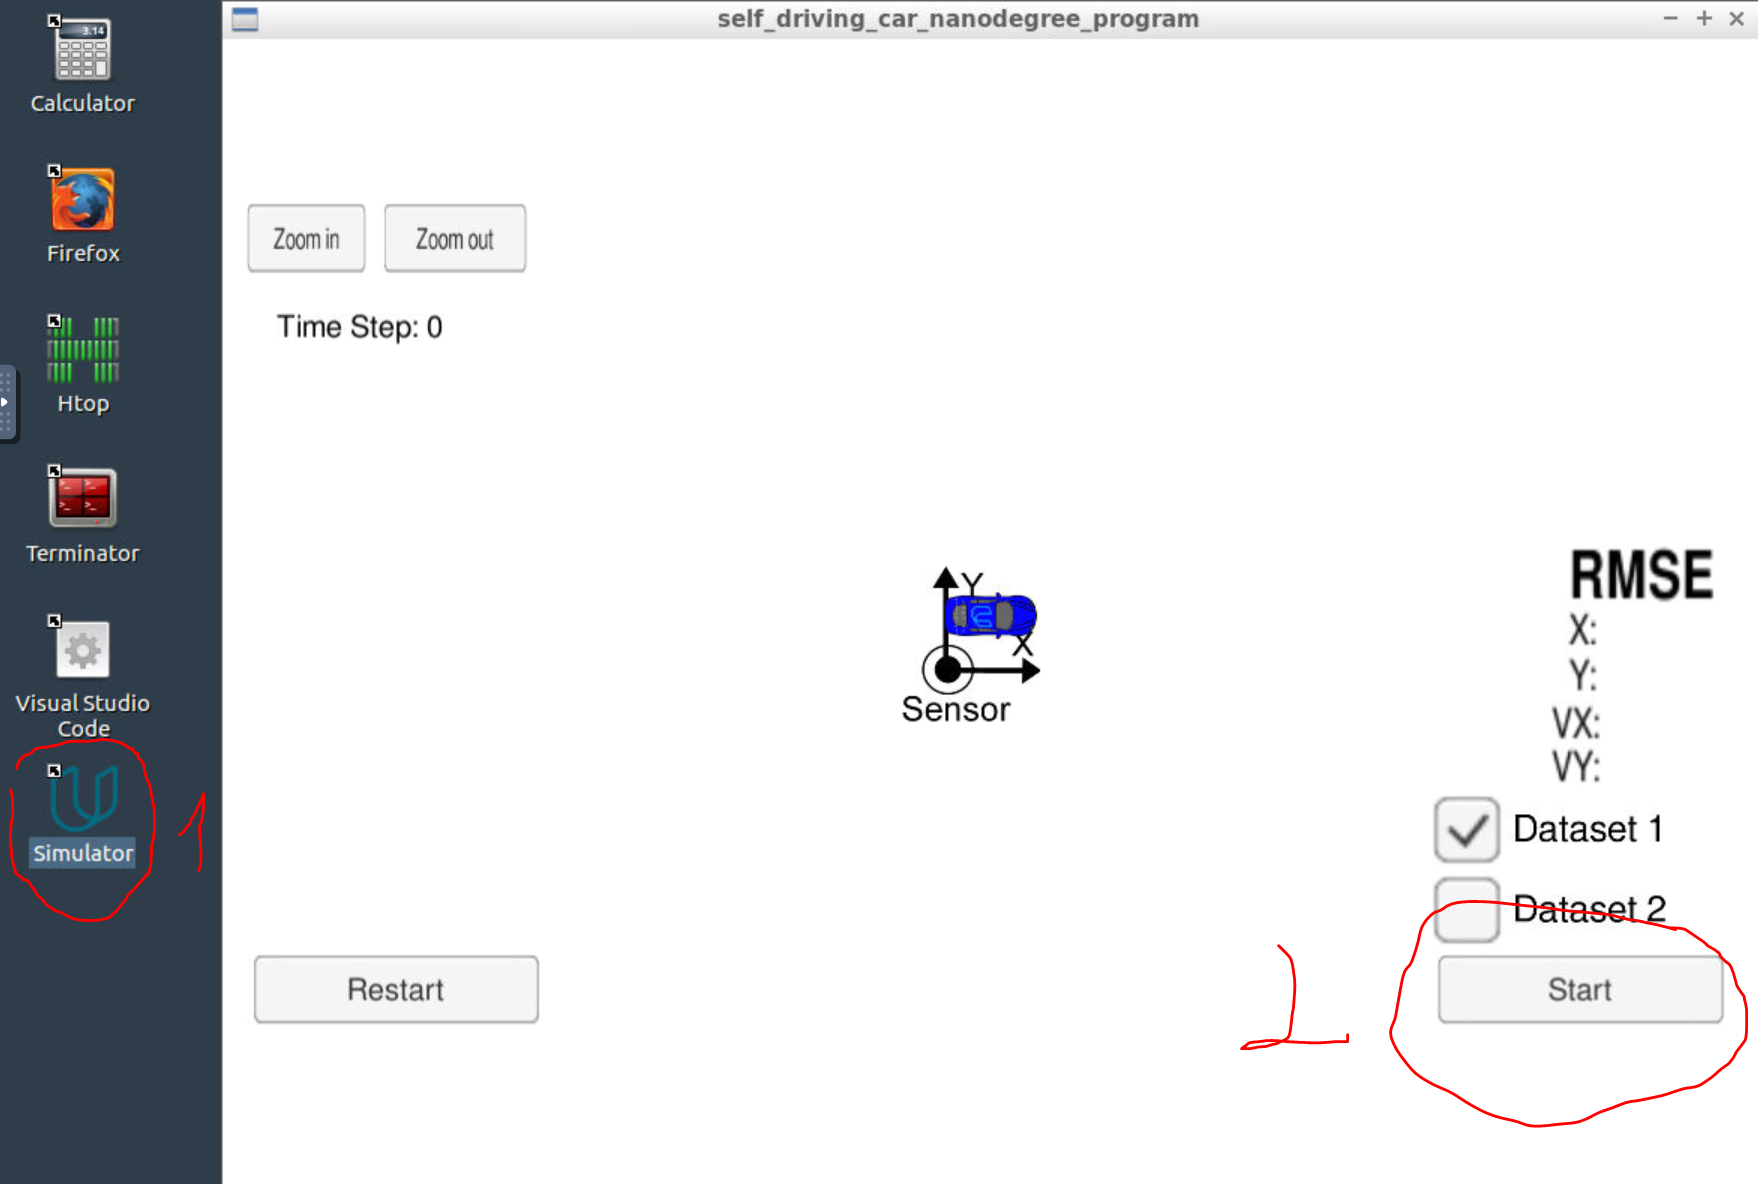 self_driving_car_nanodegree_program
3.14
Calculator
Firefox
Htop
Terminator
Visual Studio
Code
Simulator
1
Zoom in
Zoom out
Time Step: 0
Y
X
Sensor
RMSE
X:
Y:
VX:
VY:
Dataset 1
Dataset 2
Restart
2
Start